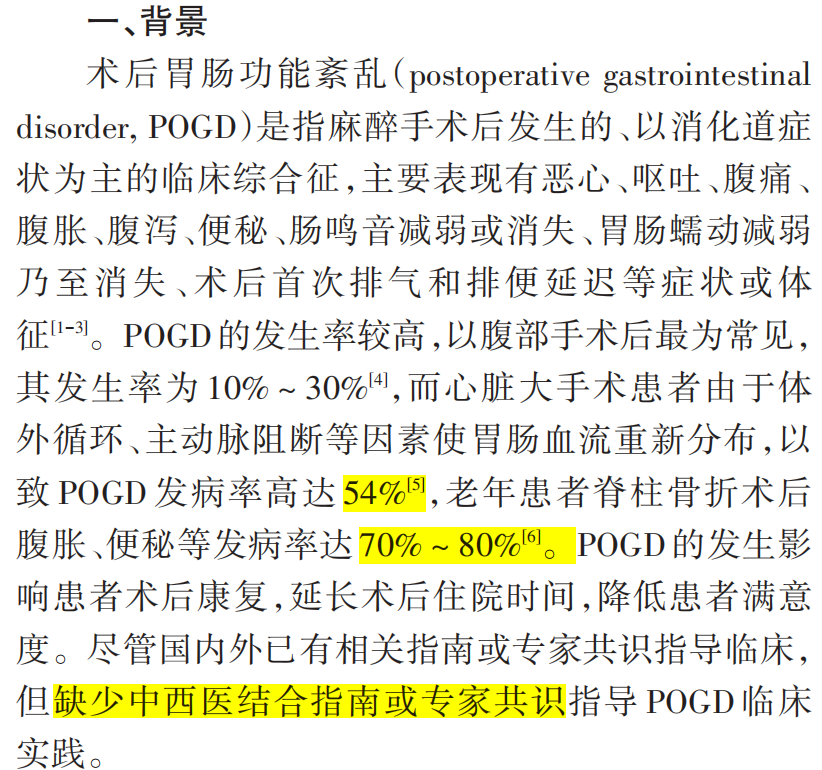 一、背景
术后胃肠功能紊乱(postoperative gastrointestinal
disorder, POGD)是指麻醉手术后发生的、以消化道症
状为主的临床综合征,主要表现有恶心、呕吐、腹痛、
腹胀、腹泻、便秘、肠鸣音减弱或消失、胃肠蠕动减弱
乃至消失、术后首次排气和排便延迟等症状或体
征[1-3]。POGD的发生率较高,以腹部手术后最为常见,
其发生率为10% ~ 30%[4],而心脏大手术患者由于体
外循环、主动脉阻断等因素使胃肠血流重新分布,以
致POGD发病率高达54%[5],老年患者脊柱骨折术后
腹胀、便秘等发病率达70% ~ 80%[6]。POGD的发生影
响患者术后康复,延长术后住院时间,降低患者满意
度。尽管国内外已有相关指南或专家共识指导临床,
但缺少中西医结合指南或专家共识指导POGD临床
实践。